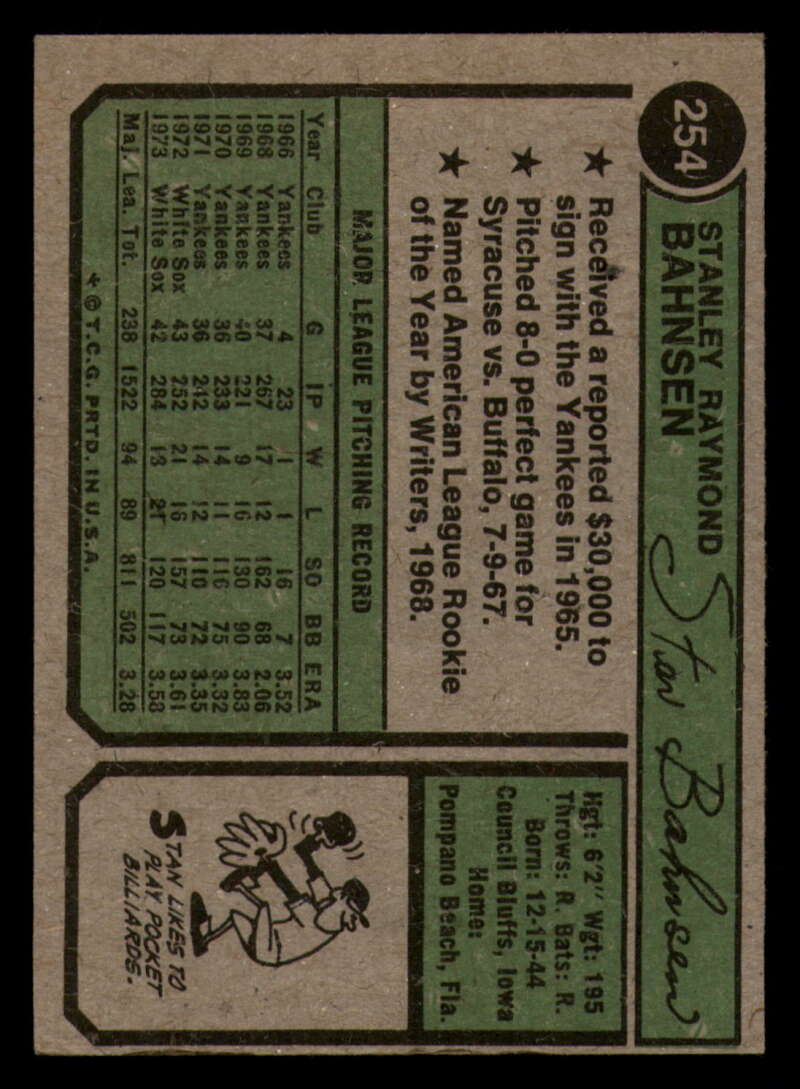 254
STANLEY RAYMOND
BAHNSEN
Stan Bahnsen
★ Received a reported $30,000 to
sign with the Yankees in 1965.
★ Pitched 8-0 perfect game for
Syracuse vs. Buffalo, 7-9-67.
★ Named American League Rookie
of the Year by Writers, 1968.
MAJOR LEAGUE PITCHING RECORD
Year Club G IP W L SO BB ERA
1966 Yankees 4 23 1 1 16 7 3.52
1968 Yankees 37 267 17 12 162 68 2.06
1969 Yankees 40 221 9 16 130 90 3.83
1970 Yankees 36 233 14 11 116 75 3.32
1971 Yankees 36 242 14 12 110 72 3.35
1972 White Sox 43 252 21 16 157 73 3.61
1973 White Sox 42 284 13 21 120 117 3.58
Maj. Lea. Tot. 238 1522 94 89 811 502 3.28
* © T.C.G. PRTD. IN U.S.A.
Hgt: 6'2" Wgt: 195
Throws: R. Bats: R.
Born: 12-15-44
Council Bluffs, Iowa
Home:
Pompano Beach, Fla.
STAN LIKES TO
PLAY POCKET
BILLIARDS.